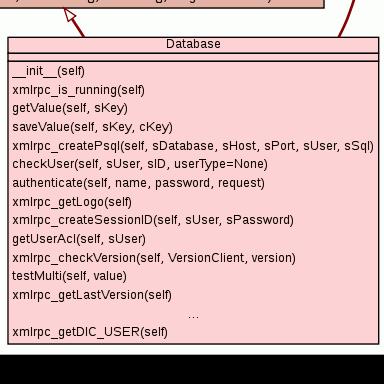 Database
__init__(self)
xmlrpc_is_running(self)
getValue(self, sKey)
saveValue(self, sKey, cKey)
xmlrpc_createPsql(self, sDatabase, sHost, sPort, sUser, sSql)
checkUser(self, sUser, sID, userType=None)
authenticate(self, name, password, request)
xmlrpc_getLogo(self)
xmlrpc_createSessionID(self, sUser, sPassword)
getUserAcl(self, sUser)
xmlrpc_checkVersion(self, VersionClient, version)
testMulti(self, value)
xmlrpc_getLastVersion(self)
...
xmlrpc_getDIC_USER(self)